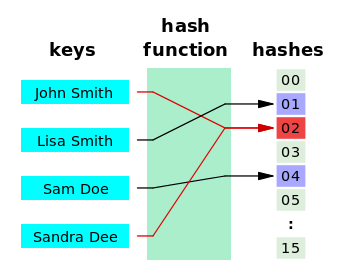 keys
hash
function
hashes
John Smith
Lisa Smith
Sam Doe
Sandra Dee
00
01
02
03
04
05
:
15